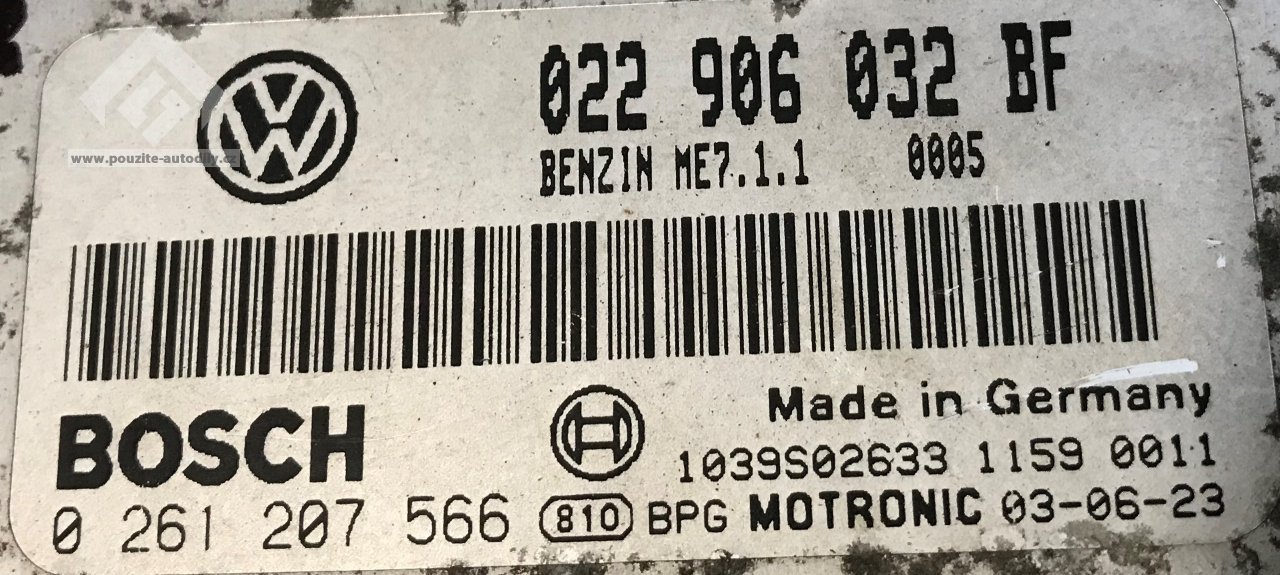 022 906 032 BF
BENZIN ME7.1.1 0005
www.pouzite-autodily.cz
BOSCH
Made in Germany
1039S02633 1159 0011
0 261 207 566 810 BPG MOTRONIC 03-06-23